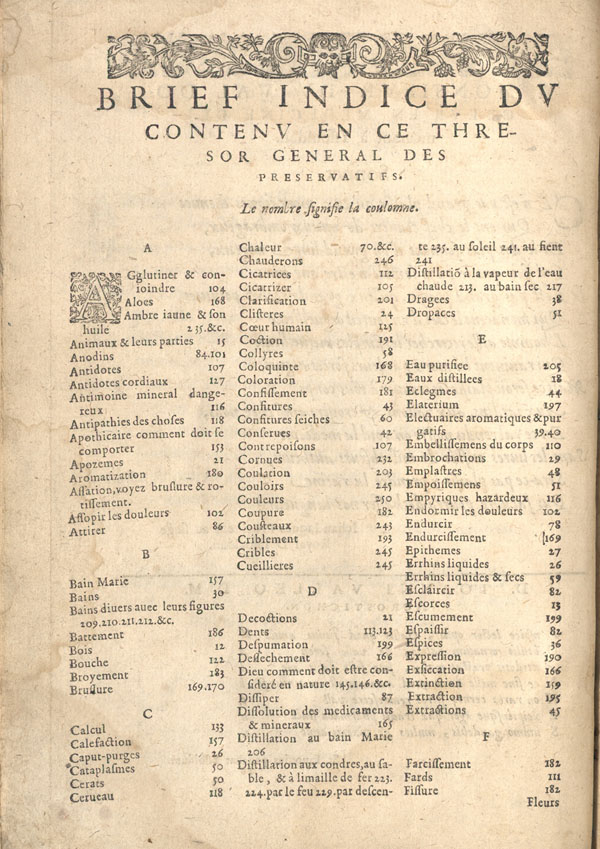 BRIEF INDICE DV
CONTENV EN CE THRE-
SOR GENERAL DES
PRESERVATIFS.
Le nombre signifie la coulomne.
A
AGglutiner & con-
ioindre 104
Aloes 168
Ambre iaune & son
huile 235.&c.
Animaux & leurs parties 15
Anodins 84.101
Antidotes 107
Antidotes cordiaux 127
Antimoine mineral dange-
reux 116
Antipathies des choses 118
Apothicaire comment doit se
comporter 153
Apozemes 21
Aromatization 180
Assation, voyez bruslure & ro-
tissement.
Assopir les douleurs 102
Attirer 86
B
Bain Marie 157
Bains 30
Bains diuers auec leurs figures
209.210.211.212.&c.
Battement 186
Bois 12
Bouche 122
Broyement 183
Bruslure 169.170
C
Calcul 133
Calefaction 157
Caput-purges 26
Cataplasmes 50
Cerats 50
Cerueau 118
Chaleur 70.&c.
Chauderons 246
Cicatrices 112
Cicatrizer 105
Clarification 201
Clisteres 24
Cœur humain 125
Coction 191
Collyres 58
Coloquinte 168
Coloration 179
Confissement 181
Confitures 43
Confitures seiches 60
Conserues 42
Contrepoisons 107
Cornues 232
Coulation 203
Couloirs 245
Couleurs 250
Coupure 182
Cousteaux 243
Criblement 193
Cribles 245
Cueillieres 245
D
Decoctions 21
Dents 113.123
Despumation 199
Dessechement 166
Dieu comment doit estre con-
sideré en nature 145.146.&c.
Dissiper 87
Dissolution des medicaments
& mineraux 165
Distillation au bain Marie
206
Distillation aux condres, au sa-
ble, & à limaille de fer 223.
224. par le feu 229. par descen-
te 235. au soleil 241. au fient
241
Distillatiõ à la vapeur de l'eau
chaude 213. au bain sec 217
Dragees 38
Dropaces 51
E
Eau purifiee 205
Eaux distillees 18
Eclegmes 44
Elaterium 197
Electuaires aromatiques & pur
gatifs 39.40
Embellissemens du corps 110
Embrochations 29
Emplastres 48
Empoissemens 51
Empyriques hazardeux 116
Endormir les douleurs 102
Endurcir 78
Endurcissement 169
Epithemes 27
Errhins liquides 26
Errhins liquides & secs 59
Esclaircir 82
Escorces 13
Escumement 199
Espaissir 82
Espices 36
Expression 190
Exsiccation 166
Extinction 159
Extraction 195
Extractions 45
F
Farcissement 182
Fards 111
Fissure 182
Fleurs